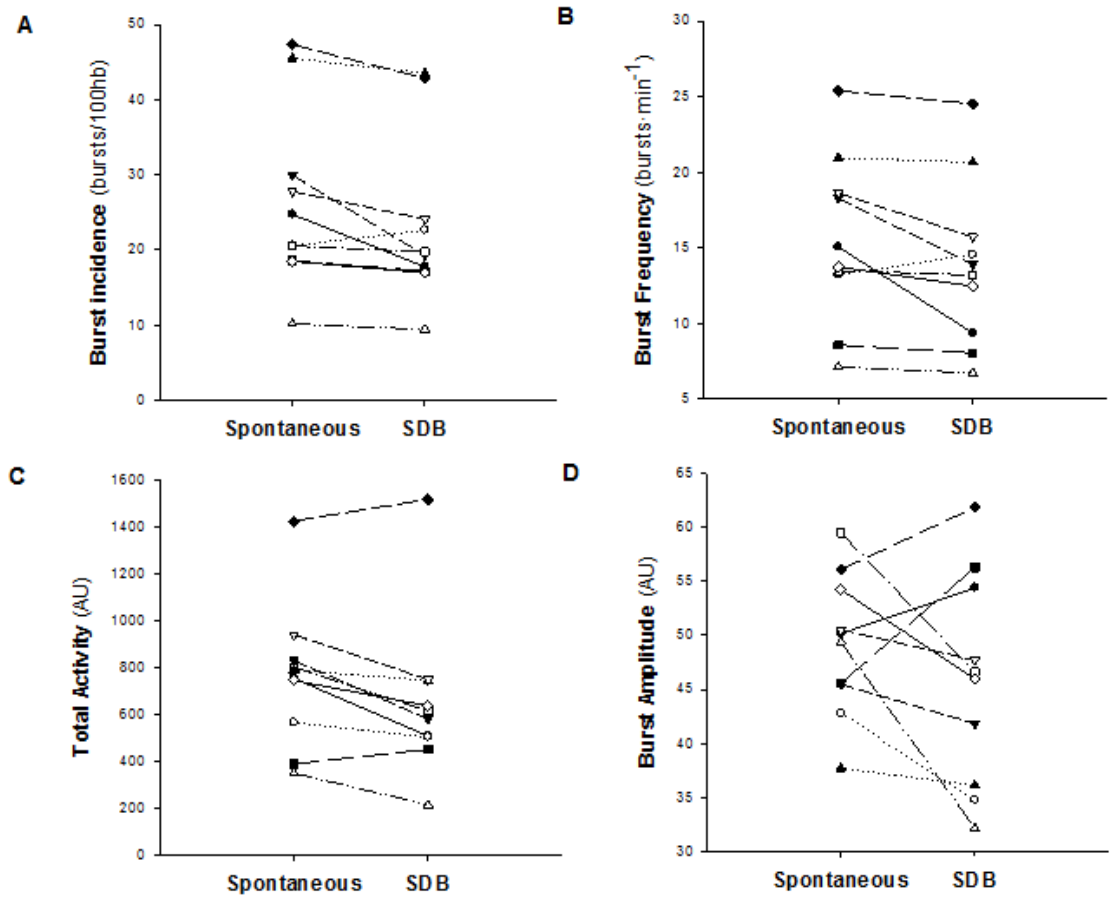 A
Burst incidence (bursts/100hb)
50
40
30
20
10
0
Spontaneous SDB
B
Burst Frequency (bursts·min⁻¹)
30
25
20
15
10
5
Spontaneous SDB
C
Total Activity (AU)
1600
1400
1200
1000
800
600
400
200
0
Spontaneous SDB
D
Burst Amplitude (AU)
65
60
55
50
45
40
35
30
Spontaneous SDB